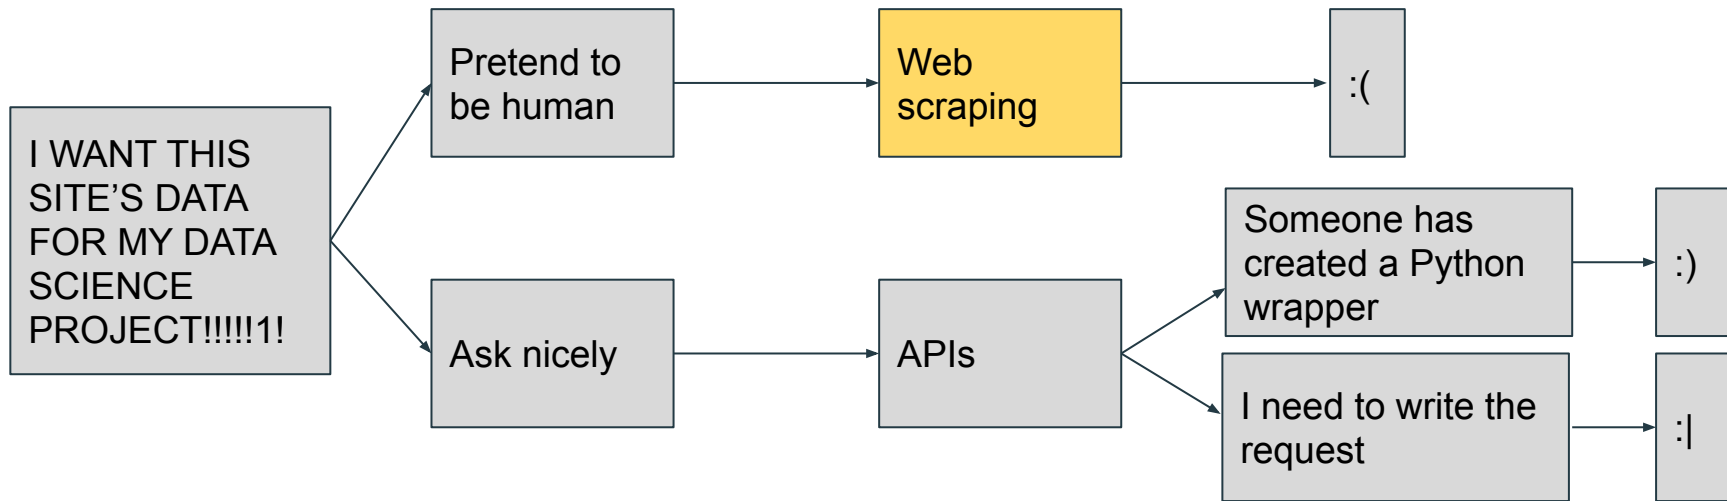 I WANT THIS
SITE’S DATA
FOR MY DATA
SCIENCE
PROJECT!!!!!1!
Pretend to
be human
Web
scraping
:(
Ask nicely
APIs
Someone has
created a Python
wrapper
:)
I need to write the
request
:|